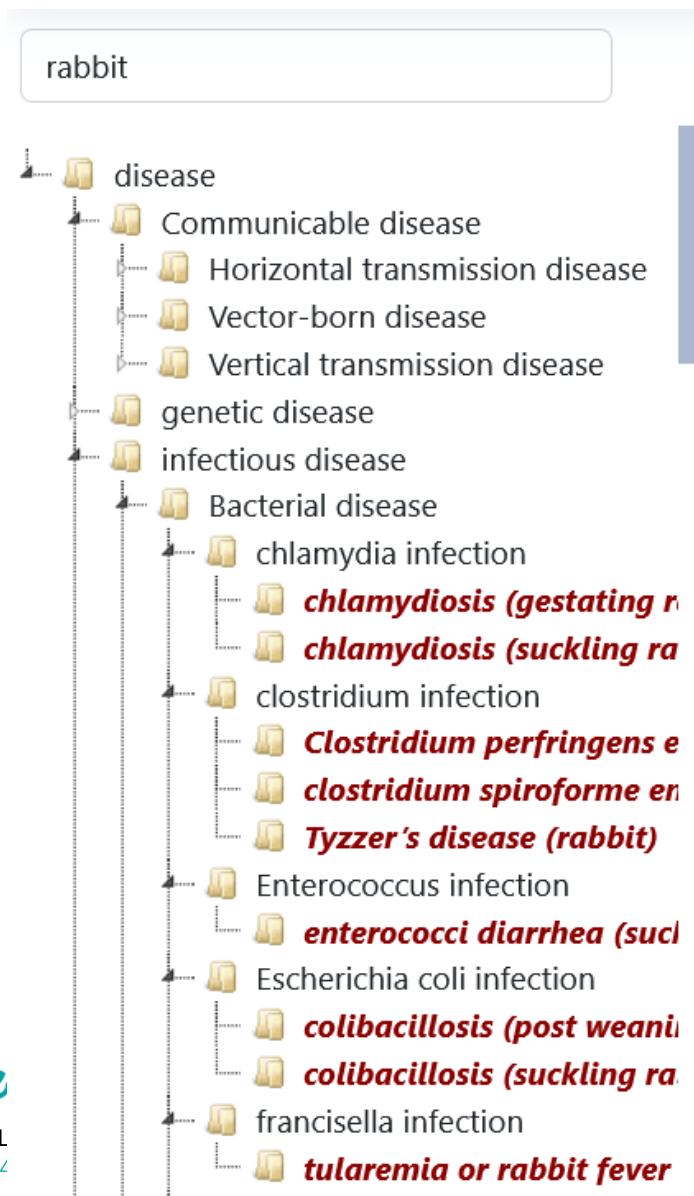 rabbit
disease
Communicable disease
Horizontal transmission disease
Vector-born disease
Vertical transmission disease
genetic disease
infectious disease
Bacterial disease
chlamydia infection
chlamydiosis (gestating
chlamydiosis (suckling
clostridium infection
Clostridium perfringens
clostridium spiroforme
Tyzzer's disease (rabbit)
Enterococcus infection
enterococci diarrhea
Escherichia coli infection
colibacillosis (post
colibacillosis (suckling
francisella infection
tularemia or rabbit fever